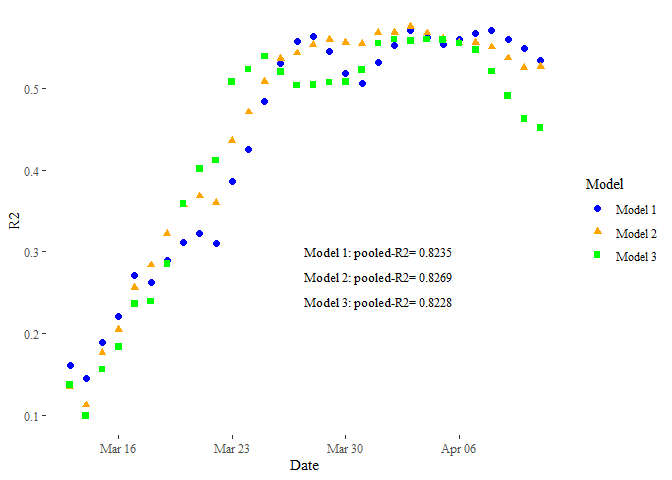 0.5
0.4
0.3
0.2
0.1
R2
Mar 16
Mar 23
Mar 30
Apr 06
Date
Model 1: pooled-R2= 0.8235
Model 2: pooled-R2= 0.8269
Model 3: pooled-R2= 0.8228
Model
Model 1
Model 2
Model 3